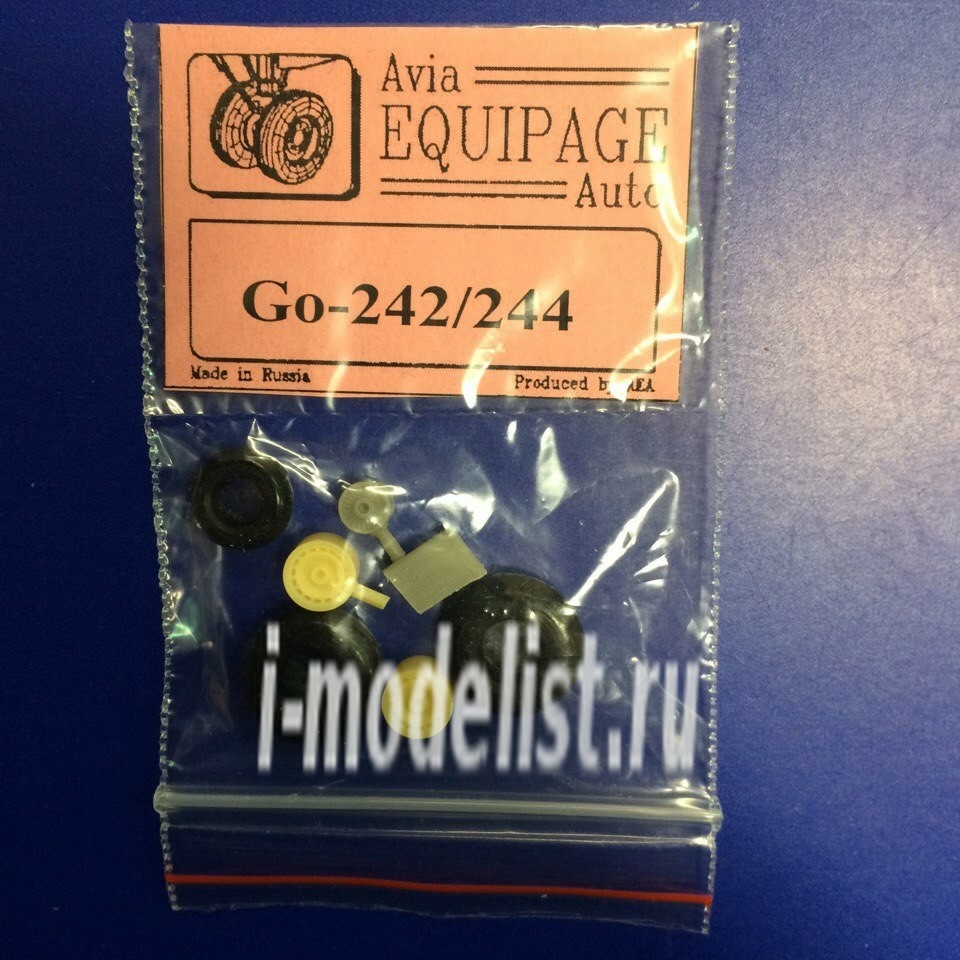 Avia
EQUIPAGE
Auto
Go-242/244
Made in Russia
Produced by
i-modelist.ru